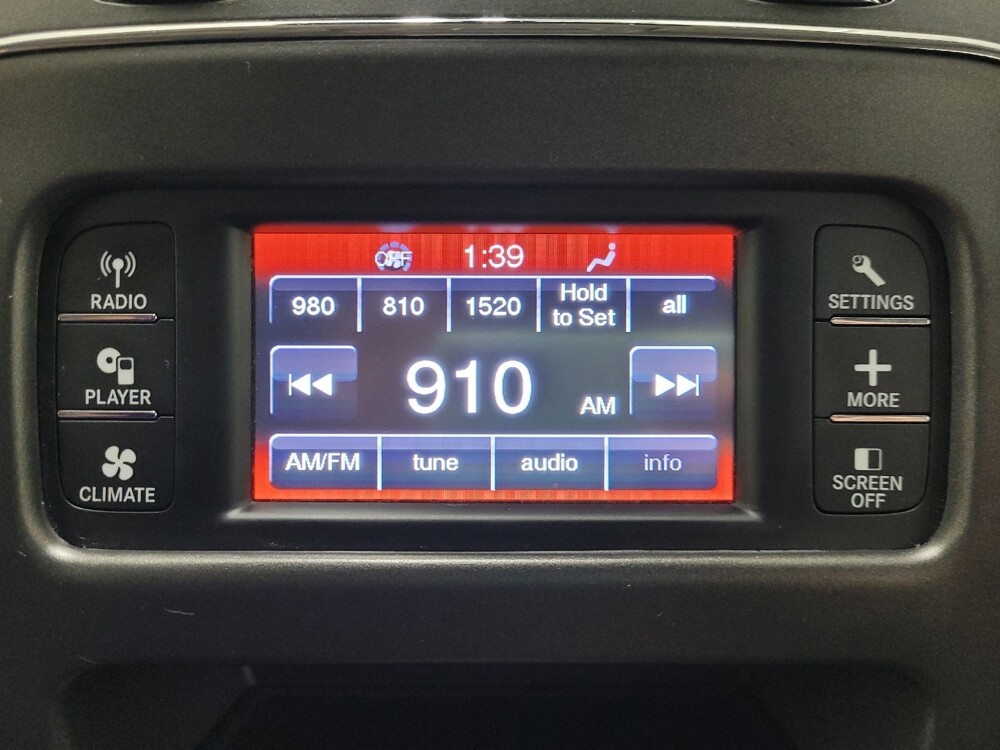 OFF 1:39
980 810 1520 Hold to Set all
910 AM
AM/FM tune audio info
RADIO
PLAYER
CLIMATE
SETTINGS
MORE
SCREEN
OFF